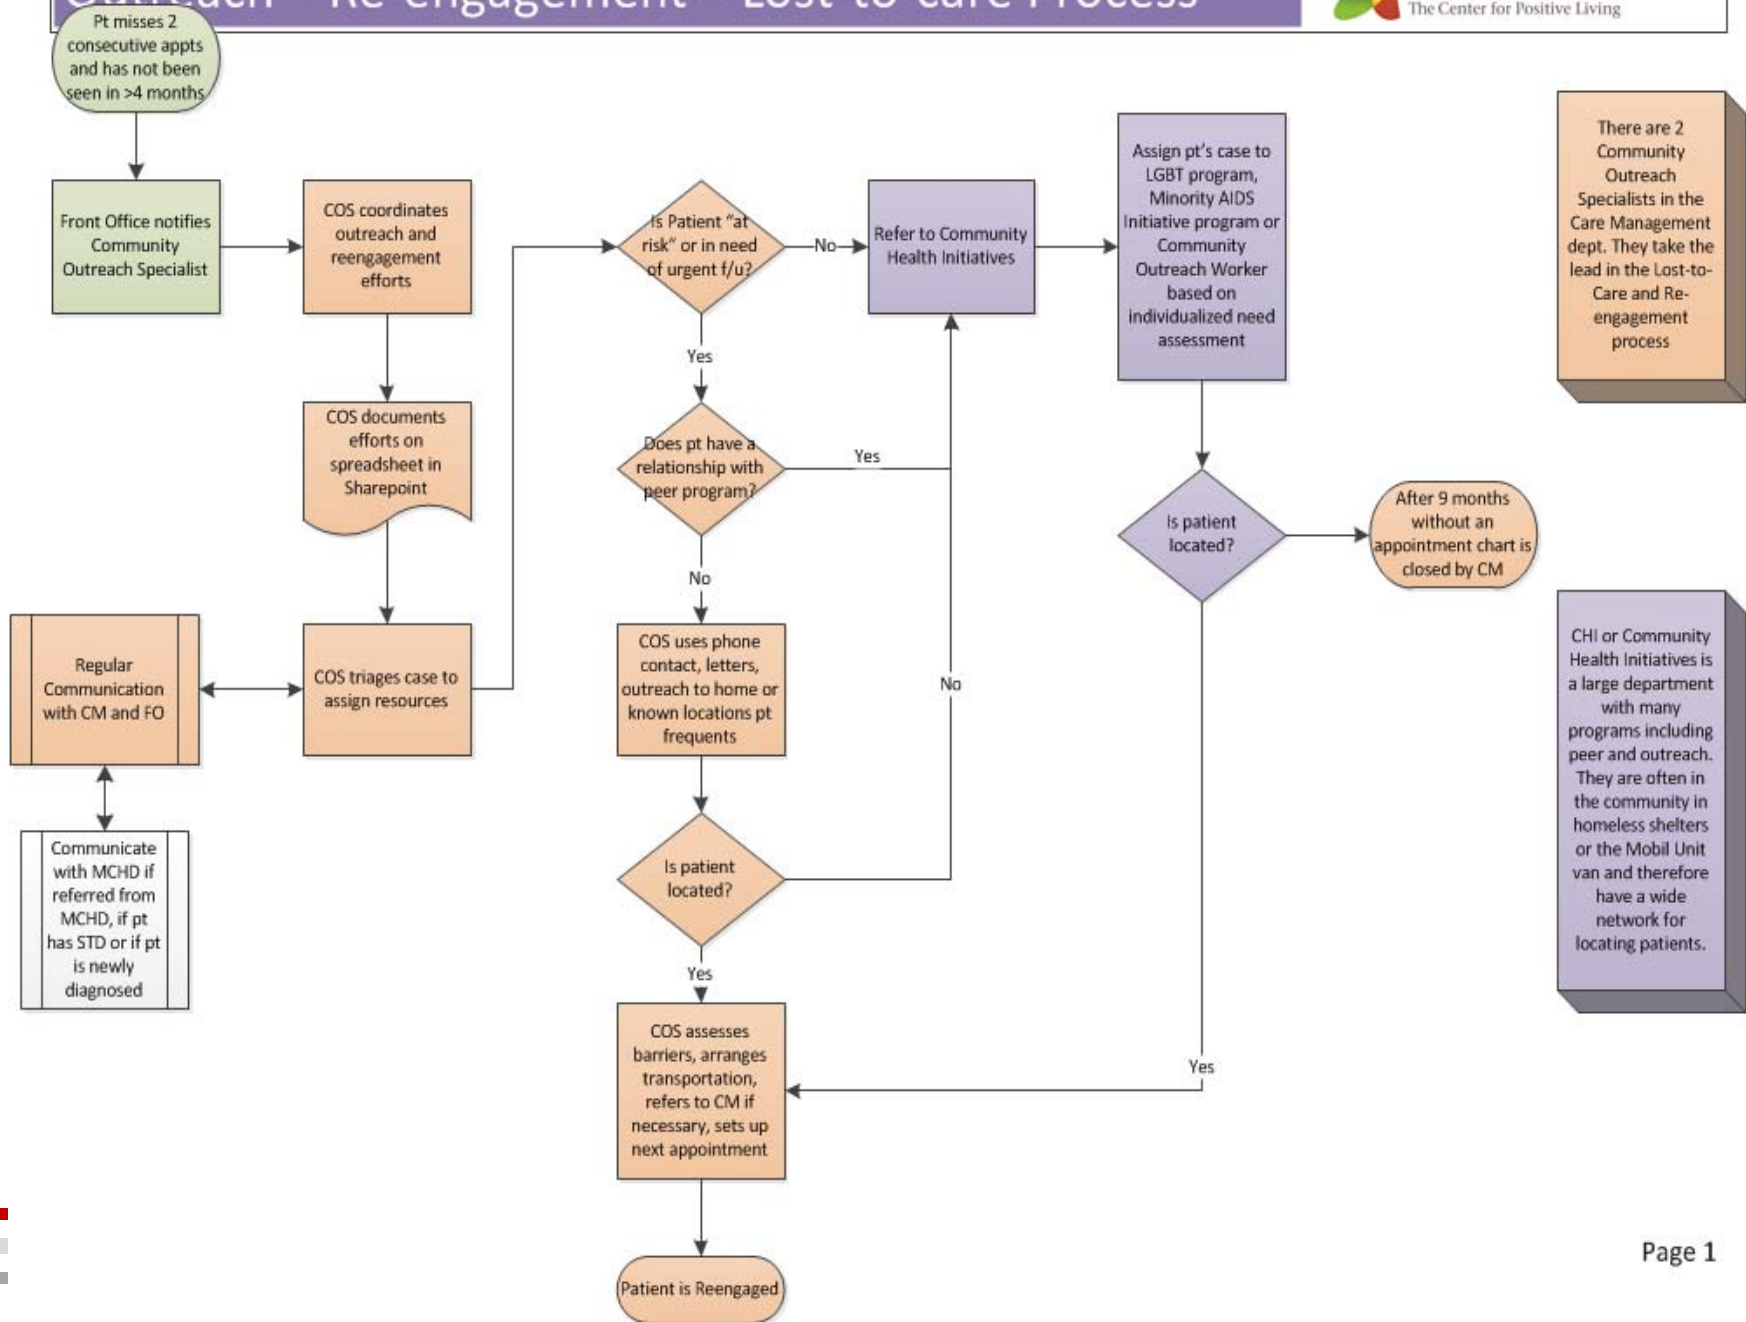 Outreach – Re-engagement – Lost-to-care Process
The Center for Positive Living
Pt misses 2
consecutive appts
and has not been
seen in >4 months
Front Office notifies
Community
Outreach Specialist
COS coordinates
outreach and
reengagement
efforts
COS documents
efforts on
spreadsheet in
Sharepoint
COS triages case to
assign resources
Regular
Communication
with CM and FO
Communicate
with MCHD if
referred from
MCHD, if pt
has STD or if pt
is newly
diagnosed
Is Patient “at
risk” or in need
of urgent f/u?
No
Yes
Does pt have a
relationship with
peer program?
Yes
No
COS uses phone
contact, letters,
outreach to home or
known locations pt
frequents
Is patient
located?
No
Yes
COS assesses
barriers, arranges
transportation,
refers to CM if
necessary, sets up
next appointment
Patient is Reengaged
Refer to Community
Health Initiatives
Assign pt’s case to
LGBT program,
Minority AIDS
Initiative program or
Community
Outreach Worker
based on
individualized need
assessment
Is patient
located?
Yes
After 9 months
without an
appointment chart is
closed by CM
There are 2
Community
Outreach
Specialists in the
Care Management
dept. They take the
lead in the Lost-to-
Care and Re-
engagement
process
CHI or Community
Health Initiatives is
a large department
with many
programs including
peer and outreach.
They are often in
the community in
homeless shelters
or the Mobil Unit
van and therefore
have a wide
network for
locating patients.
Page 1